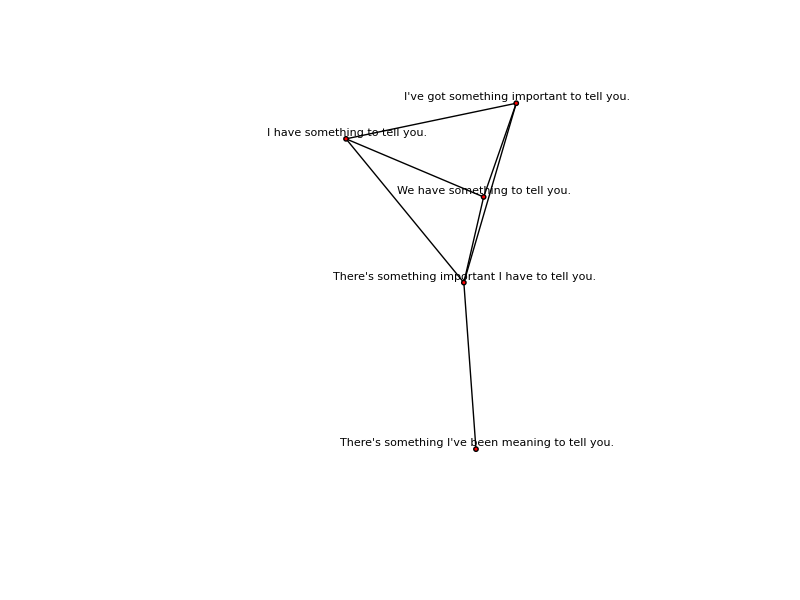 I've got something important to tell you.
I have something to tell you.
We have something to tell you.
There's something important I have to tell you.
There's something I've been meaning to tell you.